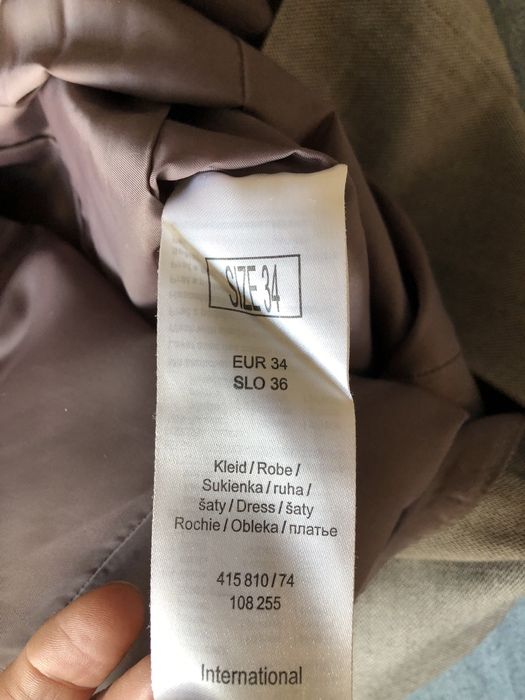 SIZE 34
EUR 34
SLO 36
Kleid / Robe /
Sukienka / ruha /
šaty / Dress / šaty
Rochie / Obleka / платье
415 810 / 74
108 255
International